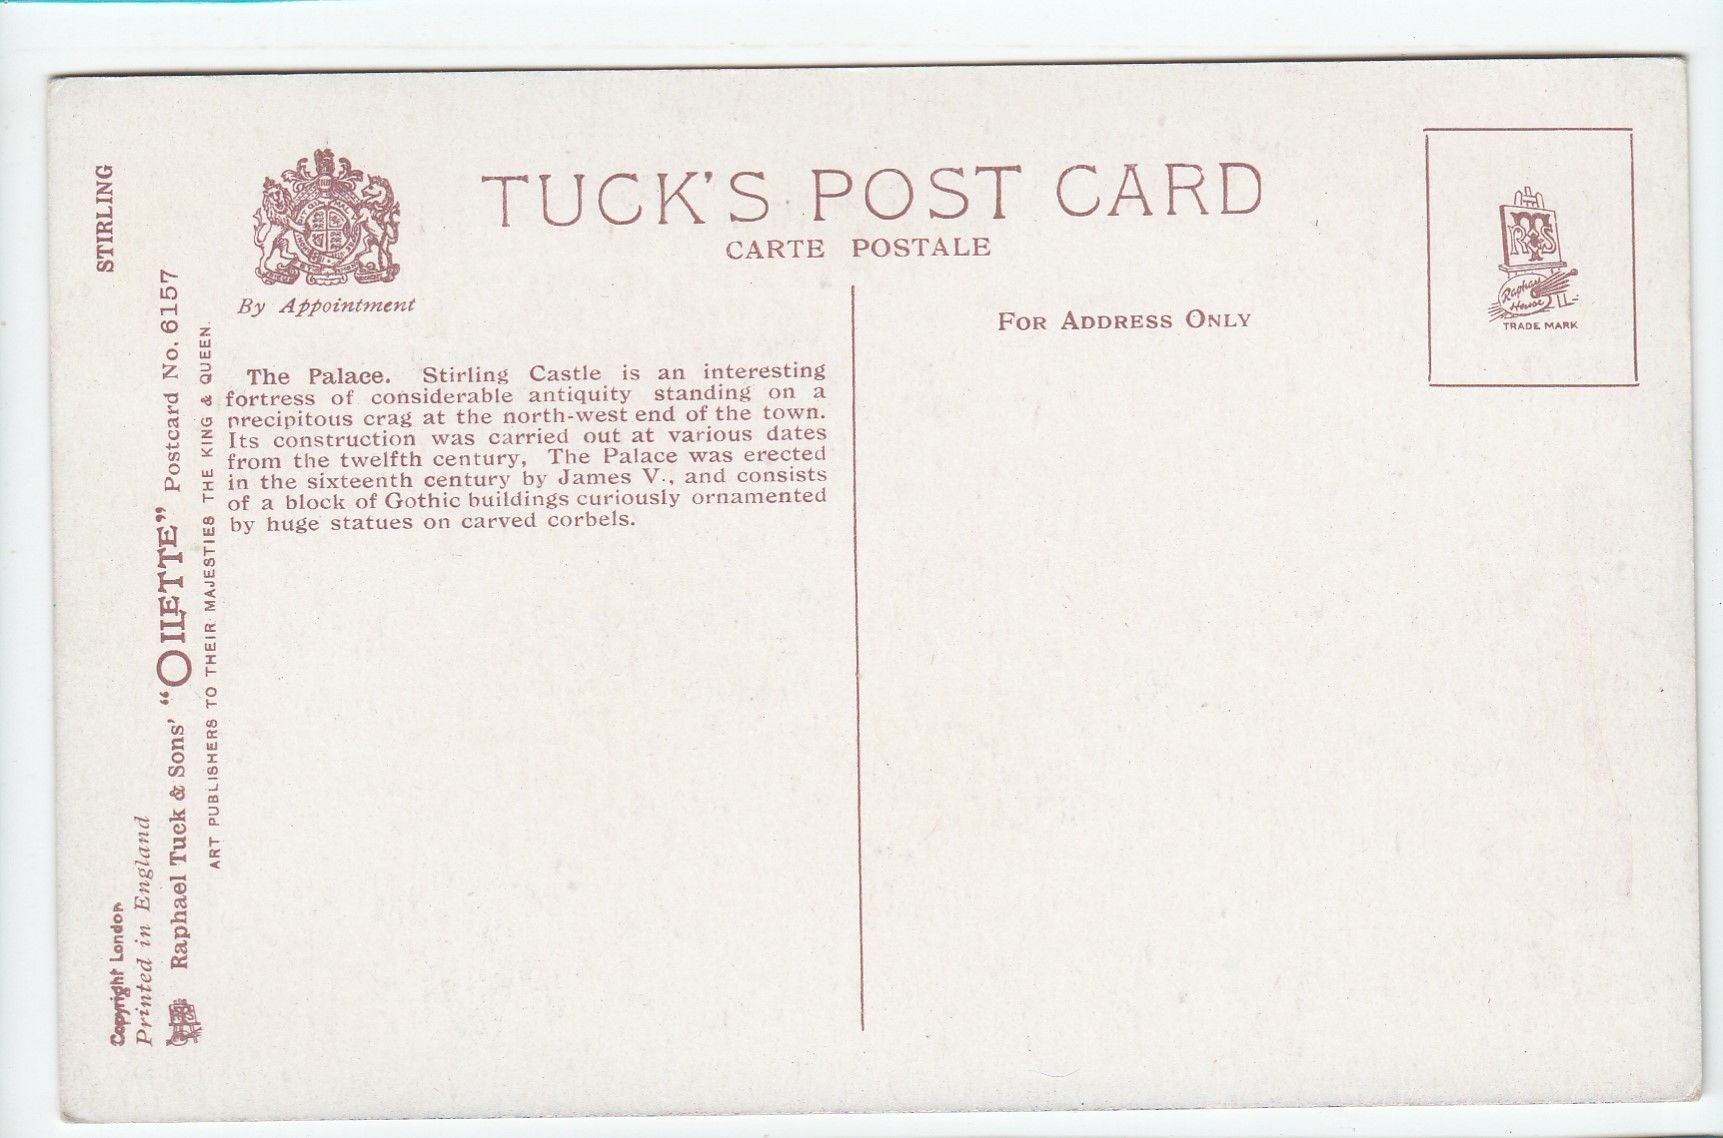 STIRLING
TUCK'S POST CARD
CARTE POSTALE
By Appointment
FOR ADDRESS ONLY
RTS
Raphael
House
TRADE MARK
The Palace. Stirling Castle is an interesting
fortress of considerable antiquity standing on a
precipitous crag at the north-west end of the town.
Its construction was carried out at various dates
from the twelfth century, The Palace was erected
in the sixteenth century by James V., and consists
of a block of Gothic buildings curiously ornamented
by huge statues on carved corbels.
Copyright London
Printed in England
Raphael Tuck & Sons' “OILETTE” Postcard No. 6157
ART PUBLISHERS TO THEIR MAJESTIES THE KING & QUEEN.